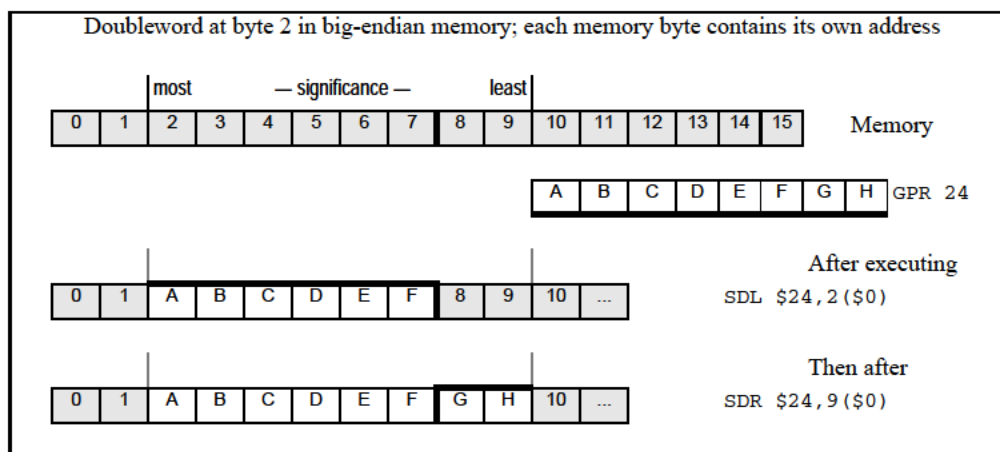 Doubleword at byte 2 in big-endian memory; each memory byte contains its own address
most — significance — least
0 1 2 3 4 5 6 7 8 9 10 11 12 13 14 15 Memory
A B C D E F G H GPR 24
After executing
0 1 A B C D E F 8 9 10 ... SDL $24,2($0)
Then after
0 1 A B C D E F G H 10 ... SDR $24,9($0)